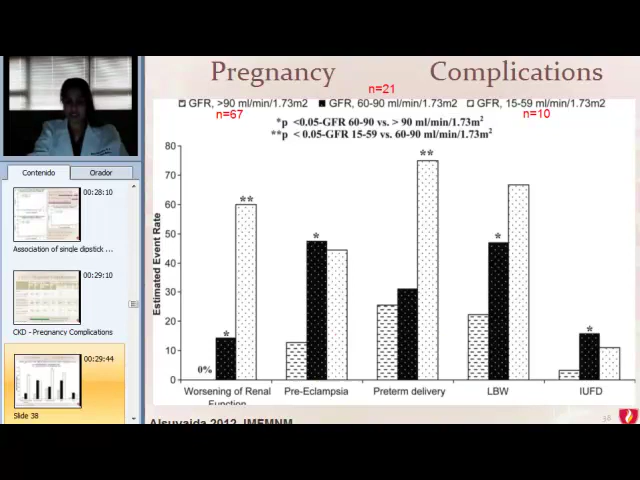 Pregnancy Complications
n=21
GFR, >90 ml/min/1.73m2 GFR, 60-90 ml/min/1.73m2 GFR, 15-59 ml/min/1.73m2
n=67 n=10
*p <0.05-GFR 60-90 vs. > 90 ml/min/1.73m2
**p < 0.05-GFR 15-59 vs. 60-90 ml/min/1.73m2
Estimated Event Rate
80
70
60
50
40
30
20
10
0
0%
*
**
*
**
*
*
Worsening of Renal Function
Pre-Eclampsia
Preterm delivery
LBW
IUFD
2012
38
Contenido Orador
00:28:10
Association of single dipstick ...
00:29:10
CKD - Pregnancy Complications
00:29:44
Slide 38